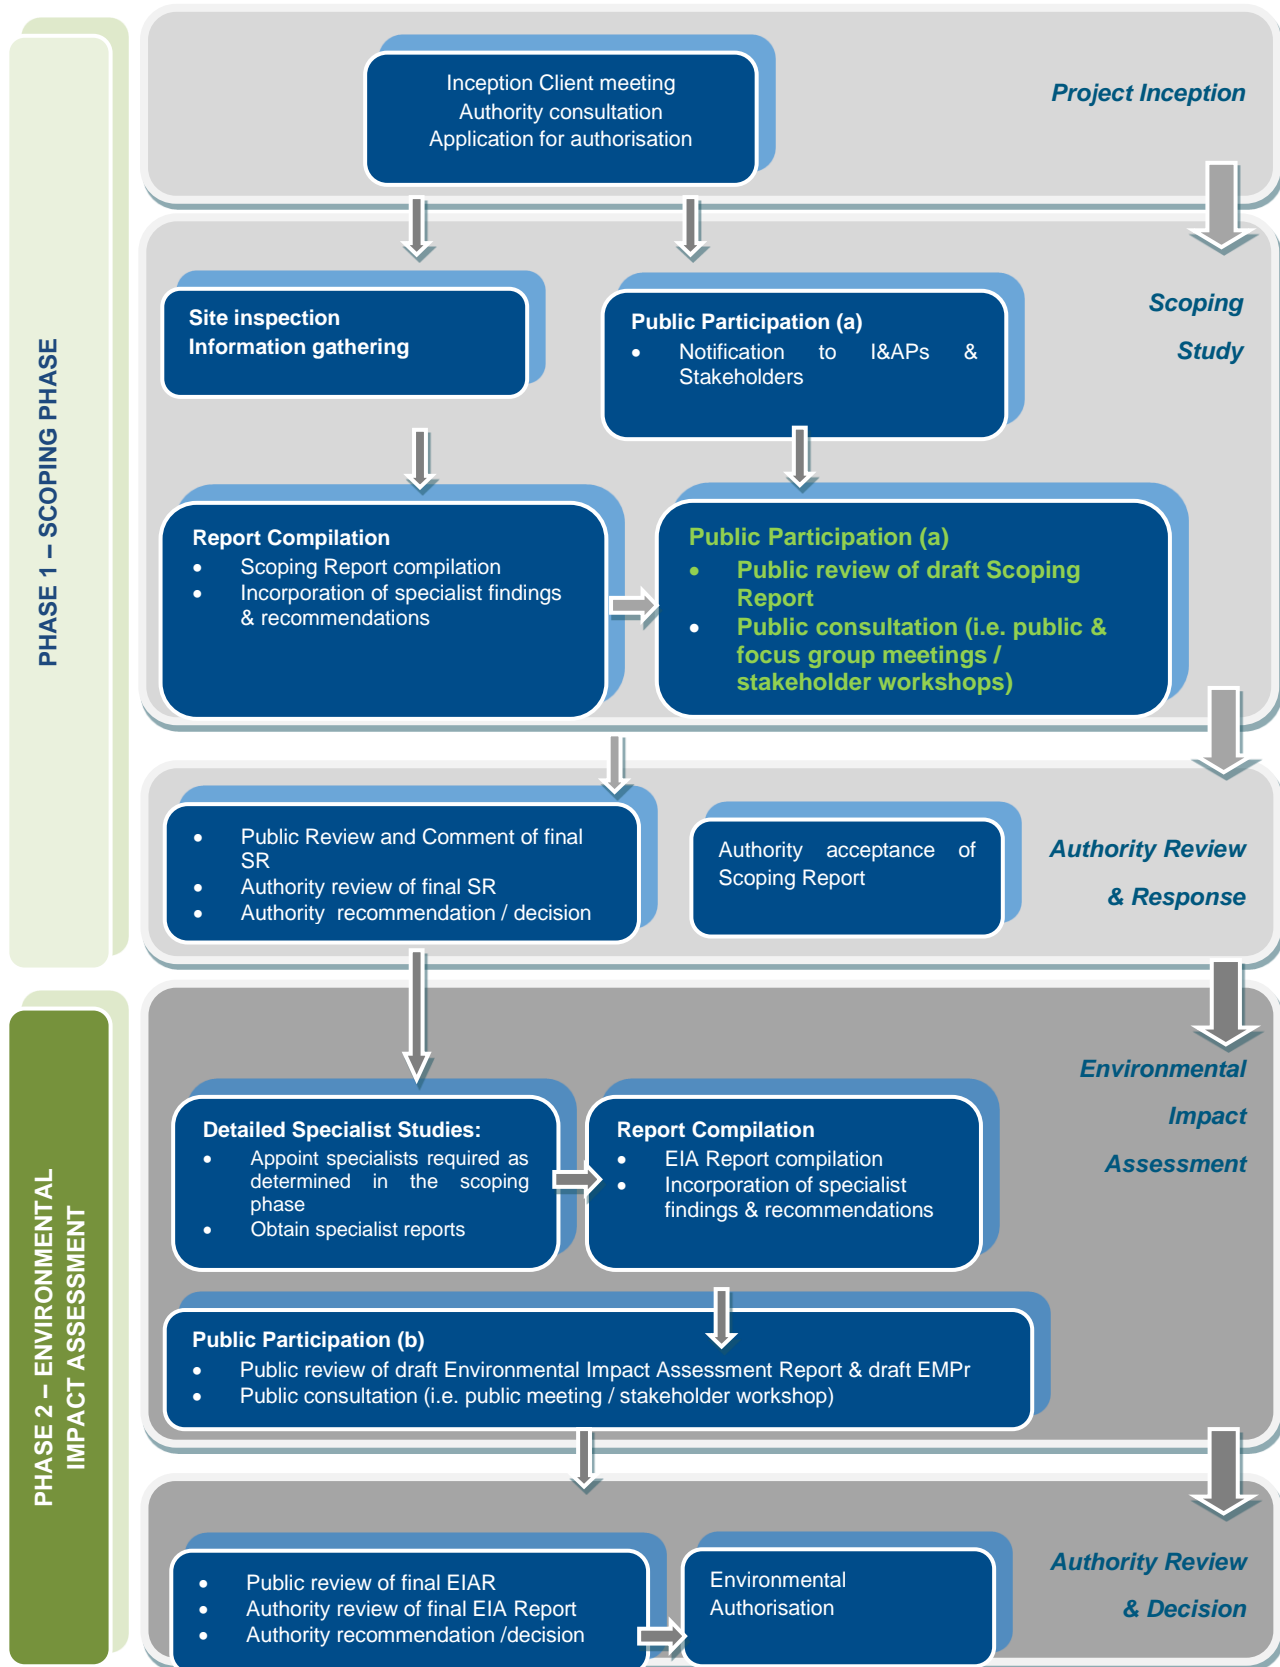 PHASE 1 – SCOPING PHASE
Inception Client meeting
Authority consultation
Application for authorisation
Project Inception
Site inspection
Information gathering
Public Participation (a)
• Notification to I&APs &
Stakeholders
Scoping
Study
Report Compilation
• Scoping Report compilation
• Incorporation of specialist findings
& recommendations
Public Participation (a)
• Public review of draft Scoping
Report
• Public consultation (i.e. public &
focus group meetings /
stakeholder workshops)
• Public Review and Comment of final
SR
• Authority review of final SR
• Authority recommendation / decision
Authority acceptance of
Scoping Report
Authority Review
& Response
PHASE 2 – ENVIRONMENTAL
IMPACT ASSESSMENT
Environmental
Impact
Assessment
Detailed Specialist Studies:
• Appoint specialists required as
determined in the scoping
phase
• Obtain specialist reports
Report Compilation
• EIA Report compilation
• Incorporation of specialist
findings & recommendations
Public Participation (b)
• Public review of draft Environmental Impact Assessment Report & draft EMPr
• Public consultation (i.e. public meeting / stakeholder workshop)
• Public review of final EIAR
• Authority review of final EIA Report
• Authority recommendation /decision
Environmental
Authorisation
Authority Review
& Decision